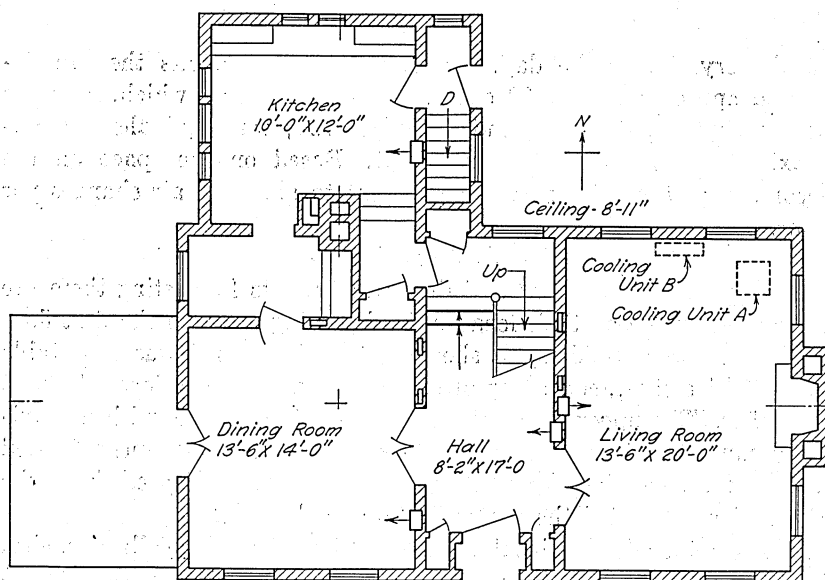 Kitchen
10'-0"X12'-0"
D
N
Ceiling-8'-11"
Up
Cooling
Unit B
Cooling Unit A
Dining Room
13'-6"X 14'-0"
Hall
8'-2"X17'-0
Living Room
13'-6"X 20'-0"